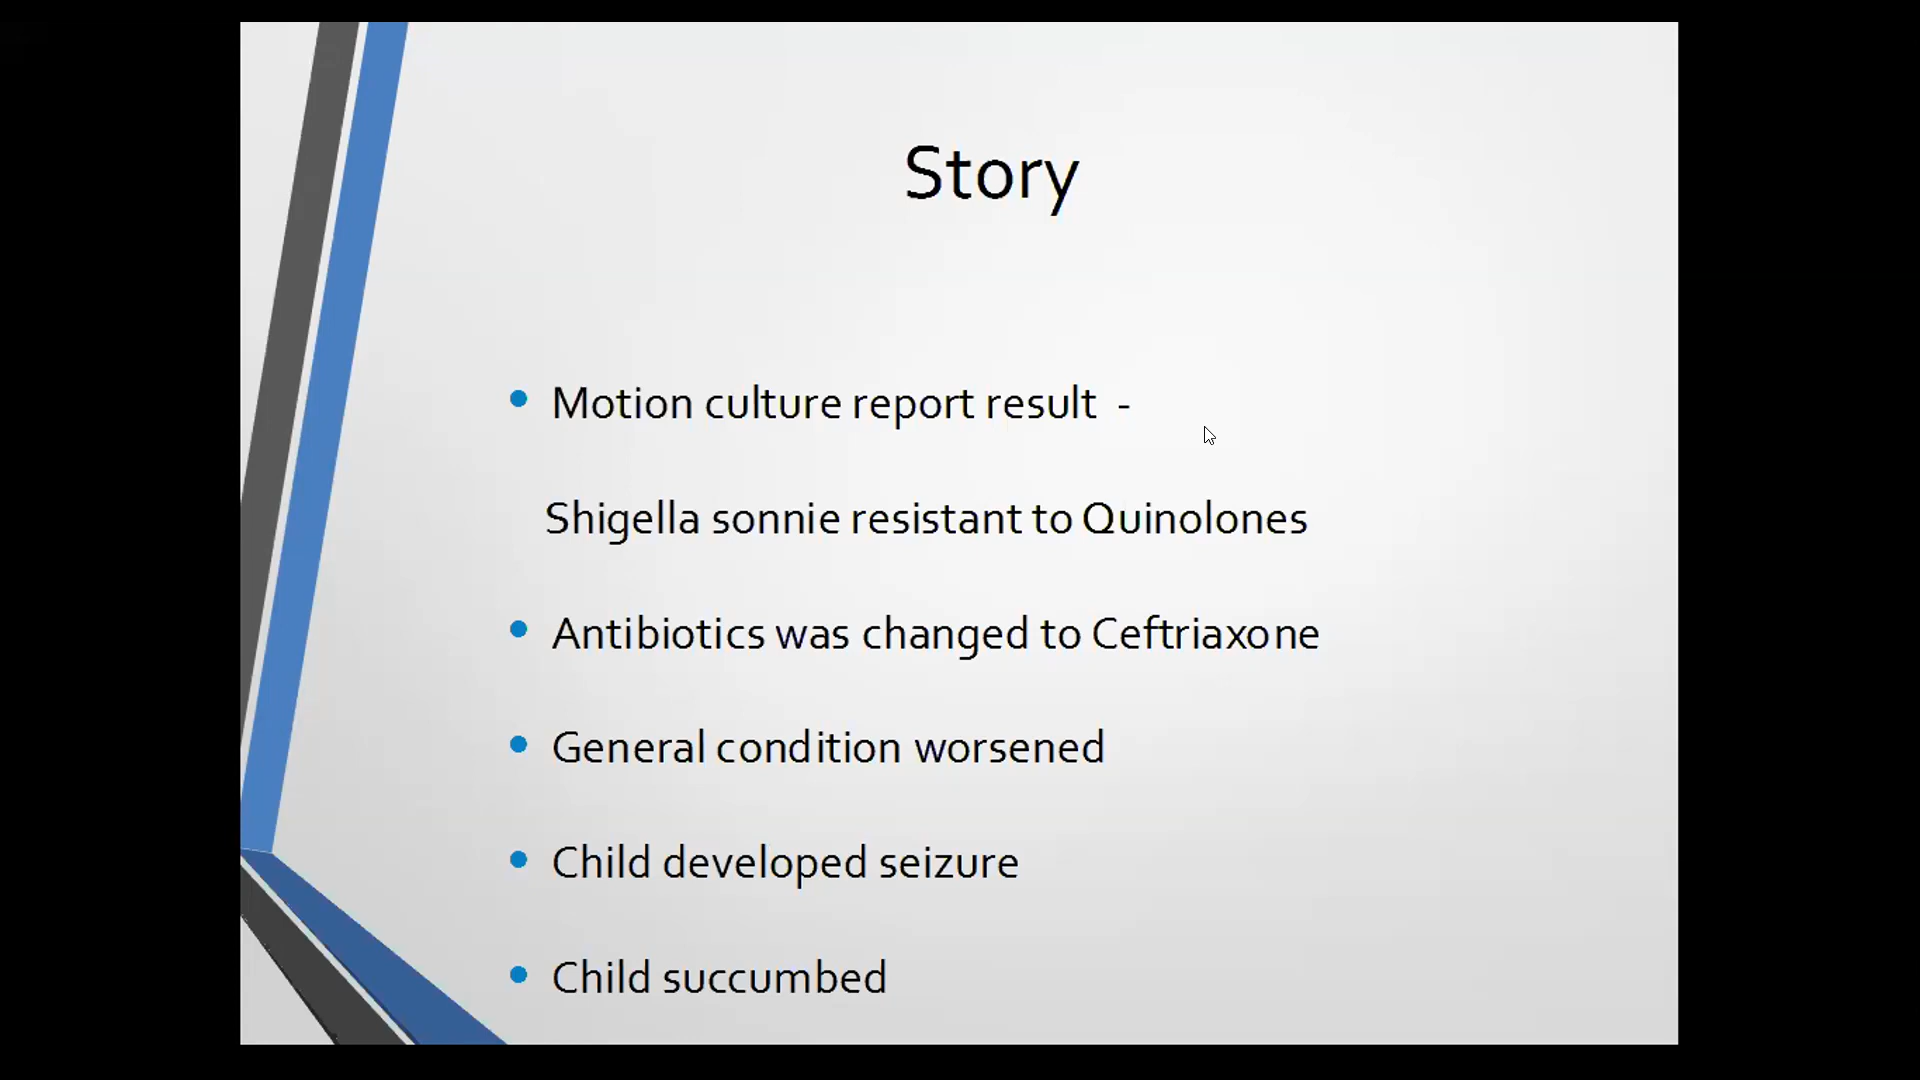 Story
• Motion culture report result -
Shigella sonnie resistant to Quinolones
• Antibiotics was changed to Ceftriaxone
• General condition worsened
• Child developed seizure
• Child succumbed